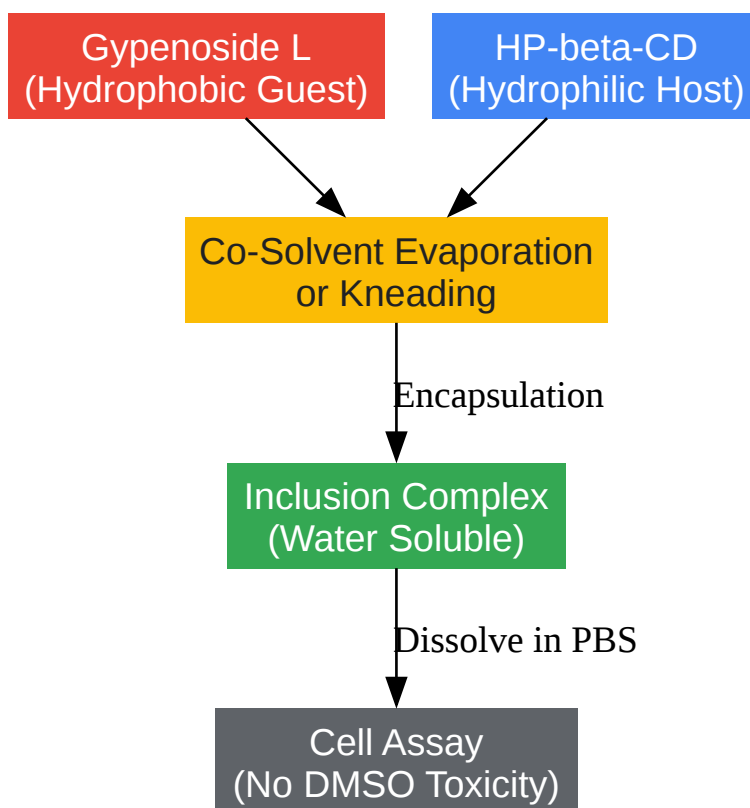 Gypenoside L
(Hydrophobic Guest)
HP-beta-CD
(Hydrophilic Host)
Co-Solvent Evaporation
or Kneading
Encapsulation
Inclusion Complex
(Water Soluble)
Dissolve in PBS
Cell Assay
(No DMSO Toxicity)